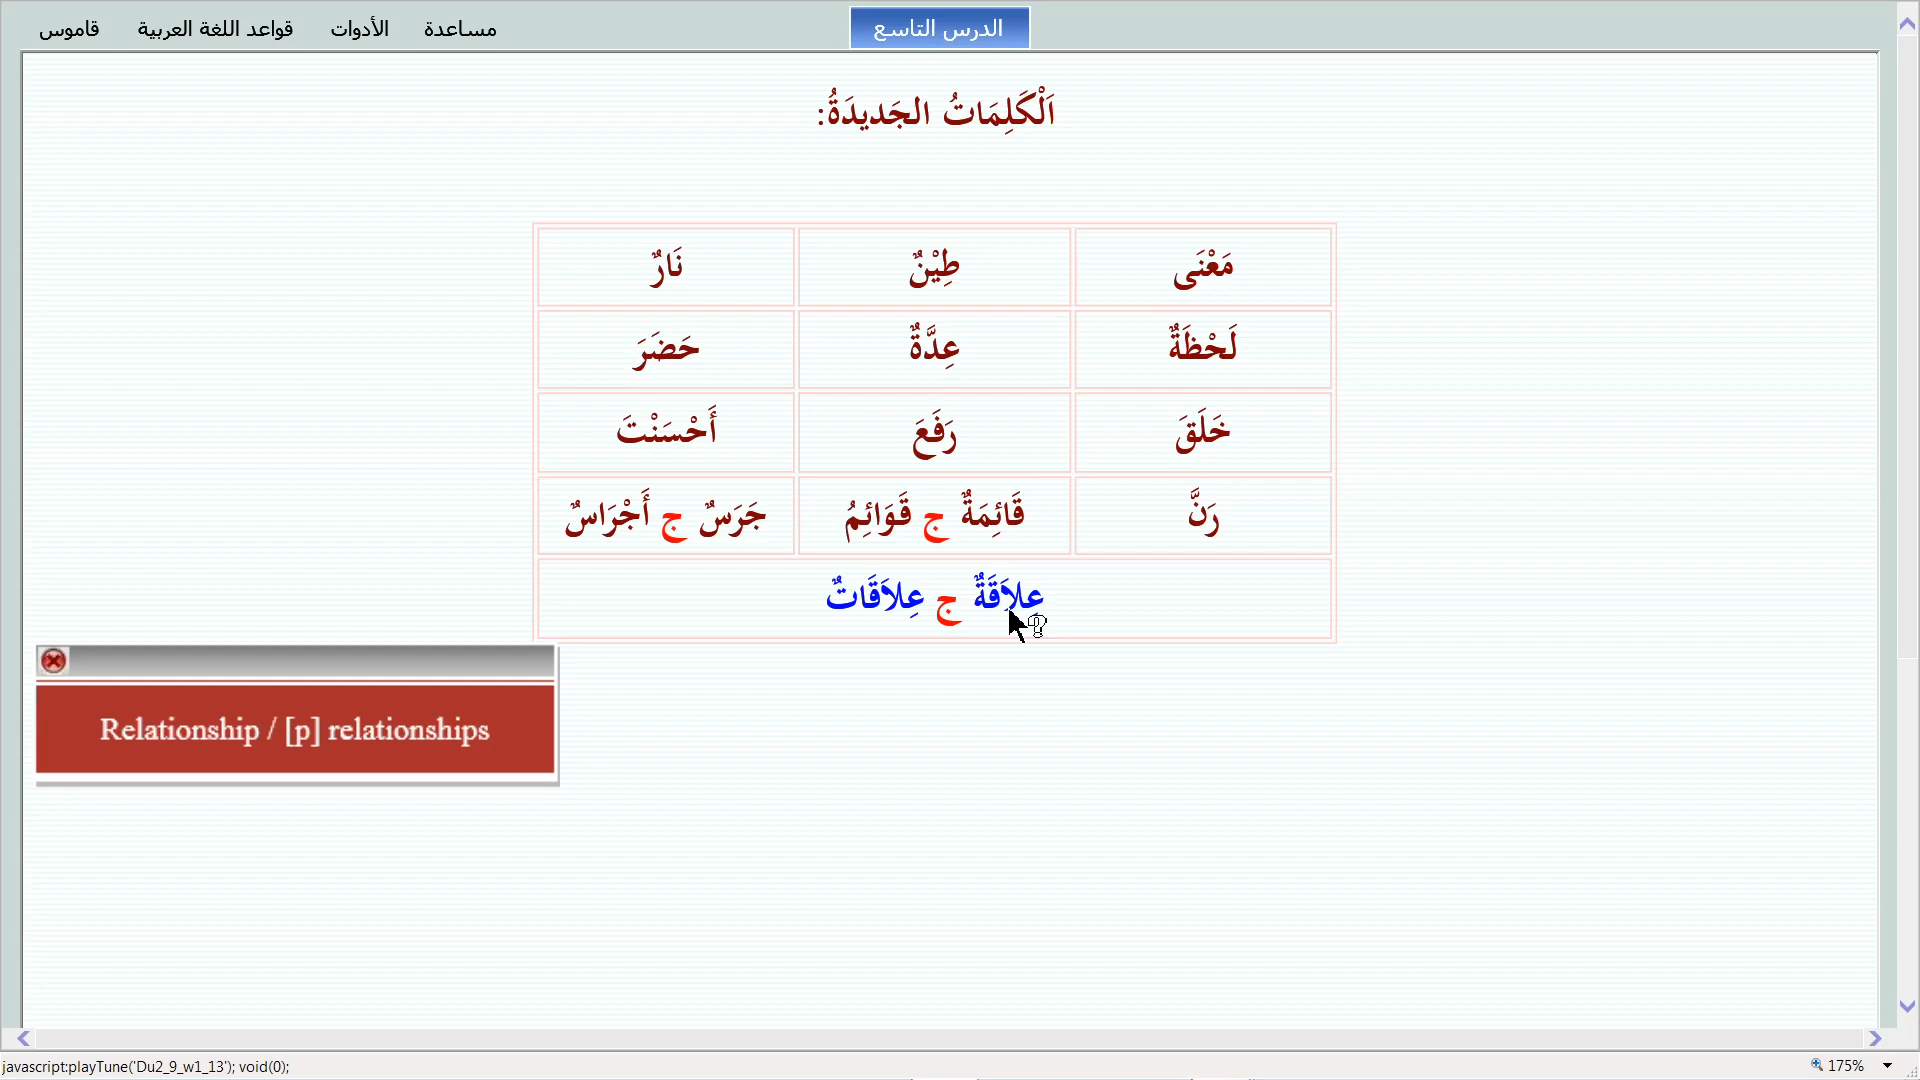 الدرس التاسع
مساعدة الأدوات قواعد اللغة العربية قاموس
اَلْكَلِمَاتُ الجَديدَةُ:
مَعْنَى طِيْنٌ نَارٌ
لَحْظَةٌ عِدَّةٌ حَضَرَ
خَلَقَ رَفَعَ أَحْسَنْتَ
رَنَّ قَائِمَةٌ ج قَوَائِمُ جَرَسٌ ج أَجْرَاسٌ
عِلاَقَةٌ ج عِلاَقَاتٌ
Relationship / [p] relationships
javascript:playTune('Du2_9_w1_13'); void(0);
175%